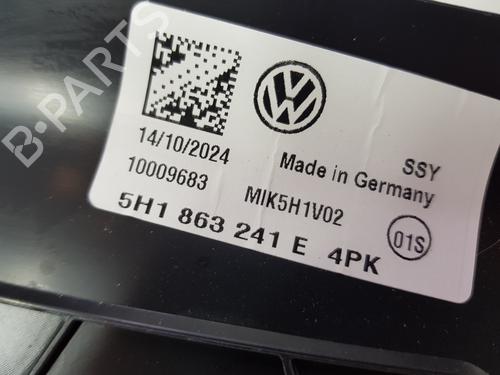 B-PARTS
14/10/2024
10009683
Made in Germany
SSY
MIK5H1V02
01S
5H1 863 241 E 4PK